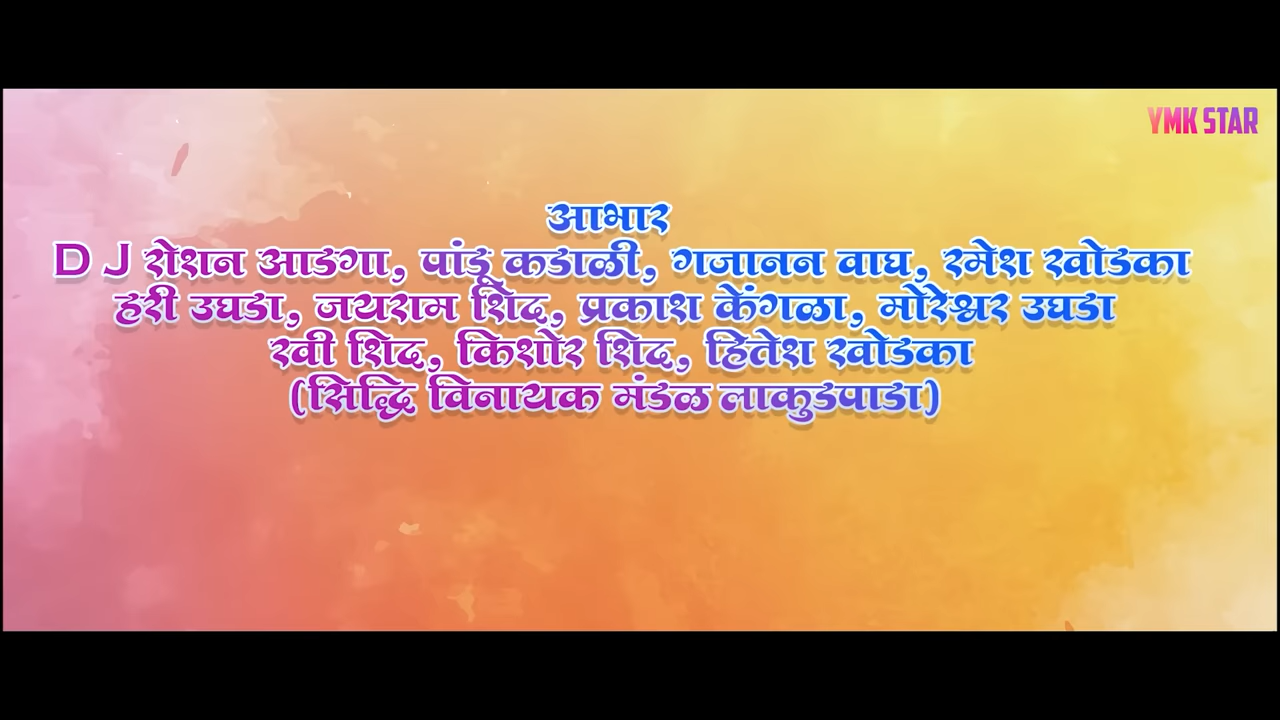 YMK STAR
आभार
D J रोशन आडगा, पांडू कडाळी, गजानन वाघ, रमेश खोडका
हरी उघडा, जयराम शिद, प्रकाश केंगळा, मोरेश्वर उघडा
रवी शिद, किशोर शिद, हितेश खोडका
(सिद्धि विनायक मंडळ लाकुडपाडा)